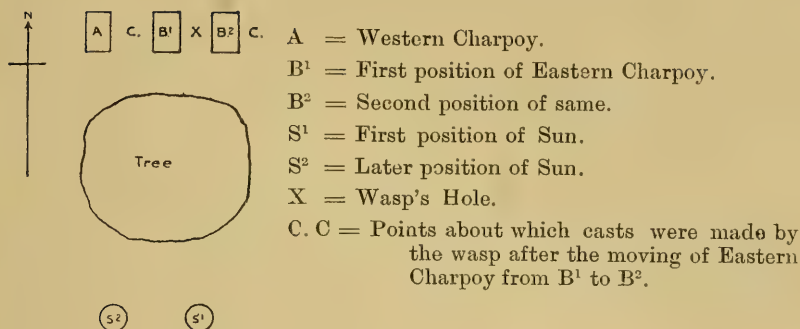 N
A C. B¹ X B² C.
Tree
S² S¹
A = Western Charpoy.
B¹ = First position of Eastern Charpoy.
B² = Second position of same.
S¹ = First position of Sun.
S² = Later position of Sun.
X = Wasp's Hole.
C. C = Points about which casts were made by
the wasp after the moving of Eastern
Charpoy from B¹ to B².